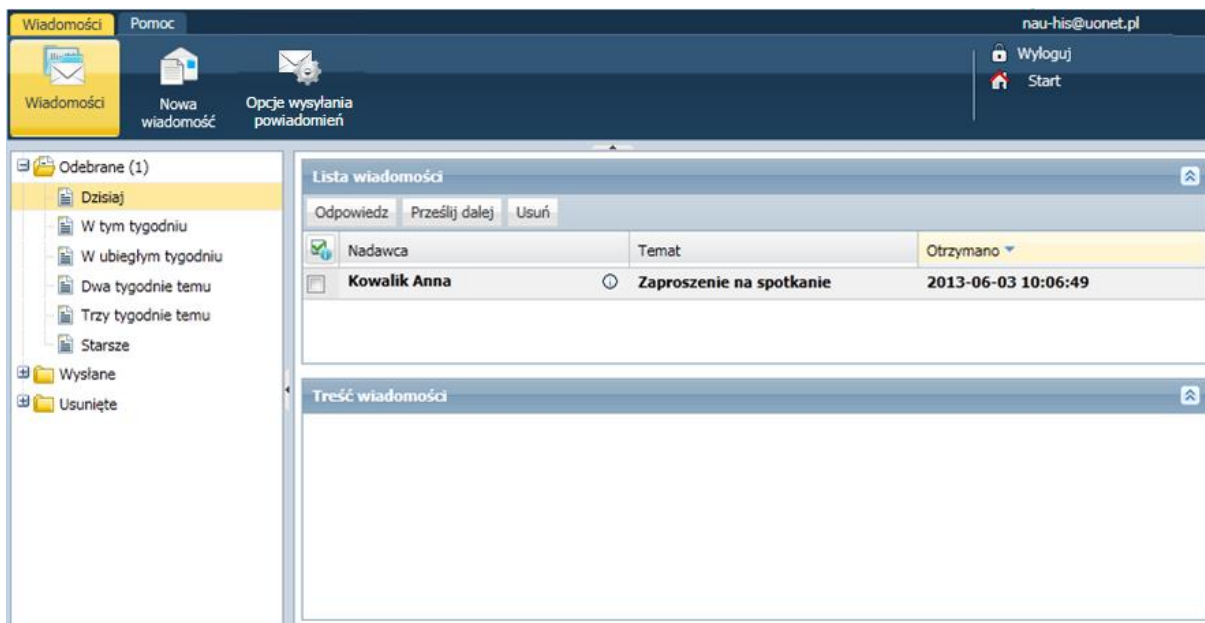 Wiadomości Pomoc nau-his@uonet.pl
Wyloguj
Start
Wiadomości
Nowa
wiadomość
Opcje wysyłania
powiadomień
Odebrane (1)
Dzisiaj
W tym tygodniu
W ubiegłym tygodniu
Dwa tygodnie temu
Trzy tygodnie temu
Starsze
Wysłane
Usunięte
Lista wiadomości
Odpowiedz Prześlij dalej Usuń
Nadawca Temat Otrzymano
Kowalik Anna Zaproszenie na spotkanie 2013-06-03 10:06:49
Treść wiadomości